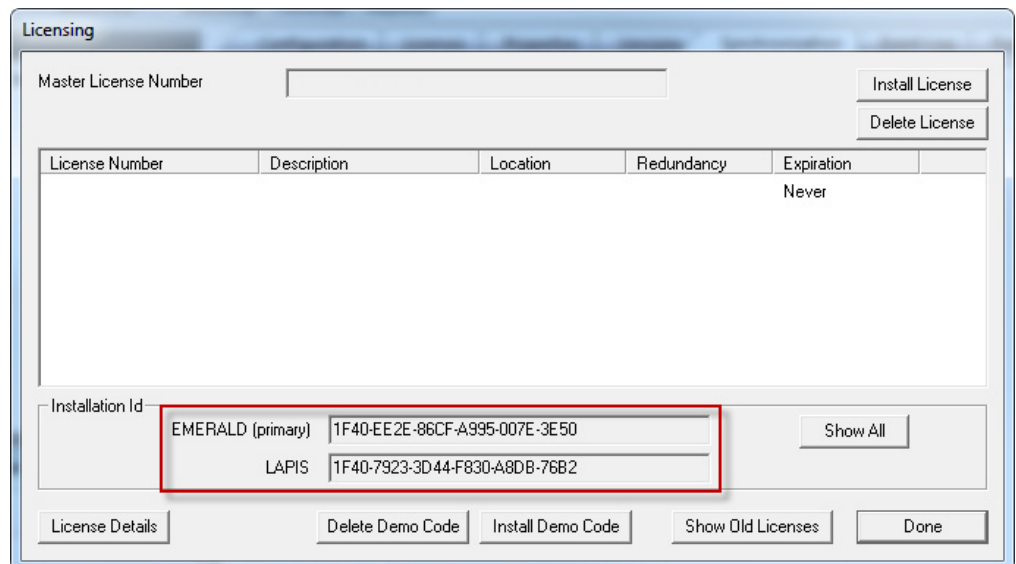 Licensing
Master License Number
Install License
Delete License
License Number Description Location Redundancy Expiration
Never
Installation Id
EMERALD (primary) 1F40-EE2E-86CF-A995-007E-3E50
Show All
LAPIS 1F40-7923-3D44-F830-A8DB-76B2
License Details Delete Demo Code Install Demo Code Show Old Licenses Done